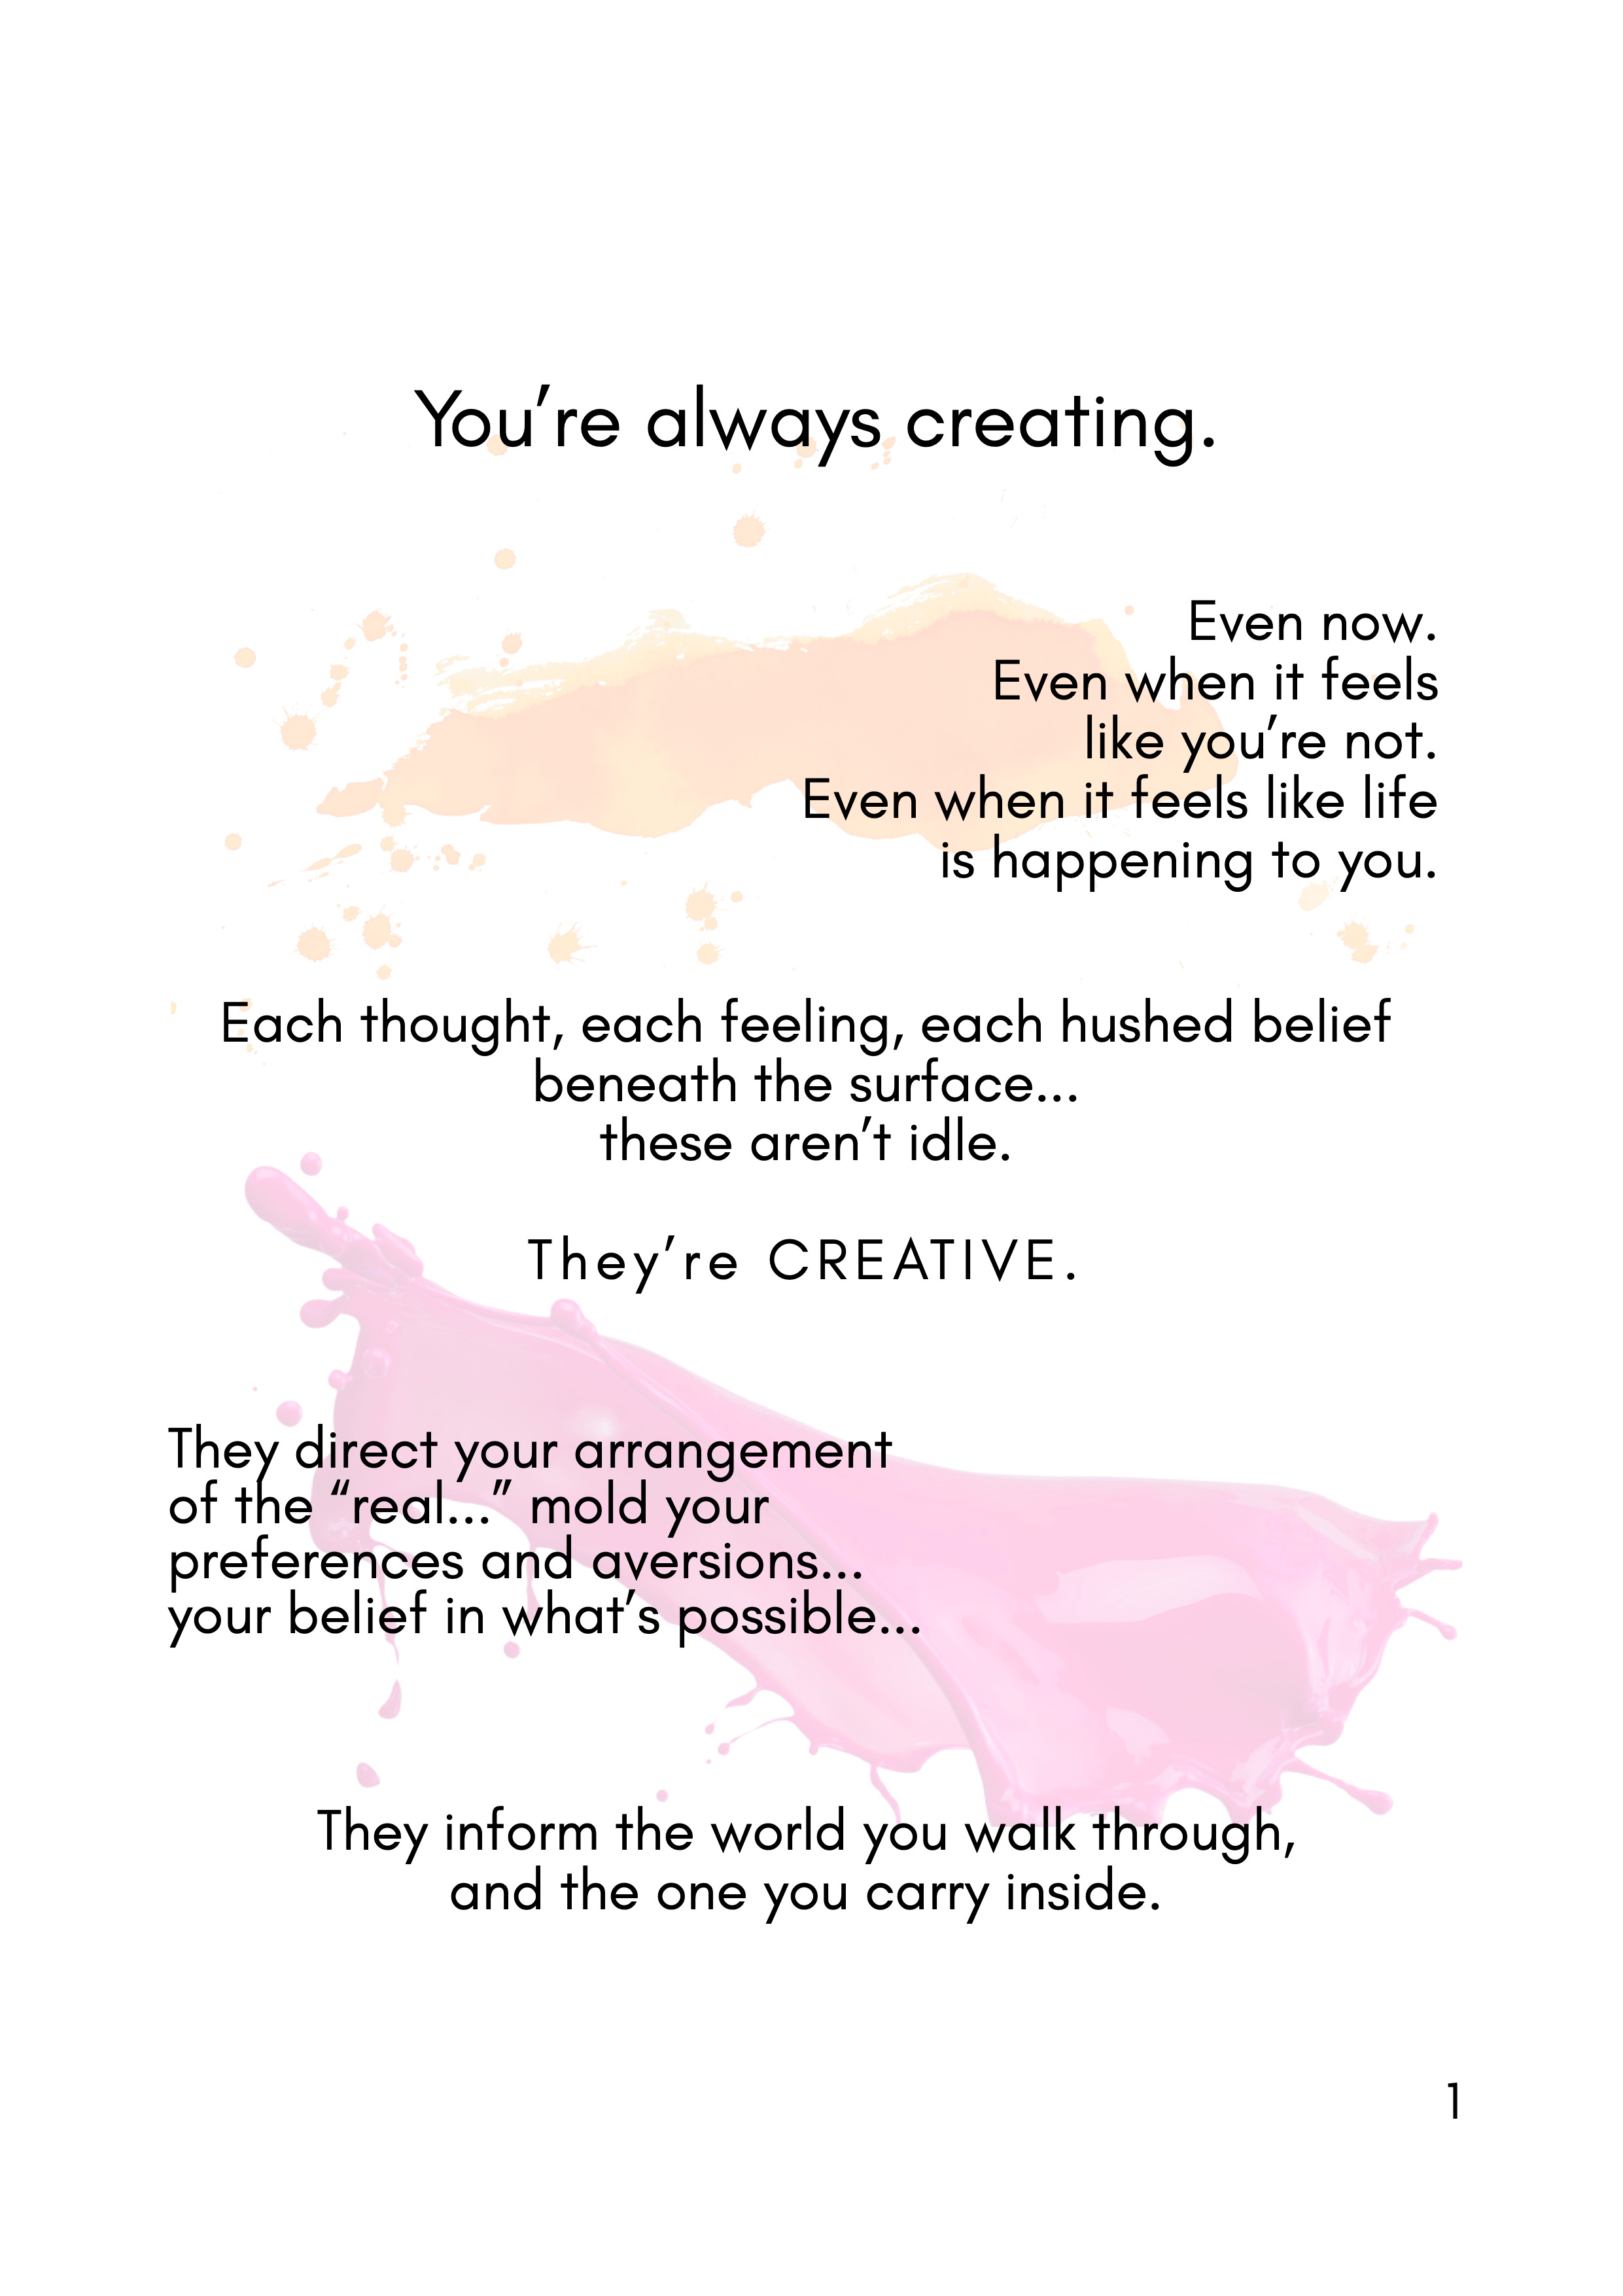 You’re always creating.
Even now.
Even when it feels
like you’re not.
Even when it feels like life
is happening to you.
Each thought, each feeling, each hushed belief
beneath the surface...
these aren’t idle.
They’re CREATIVE.
They direct your arrangement
of the “real...” mold your
preferences and aversions...
your belief in what’s possible...
They inform the world you walk through,
and the one you carry inside.
1